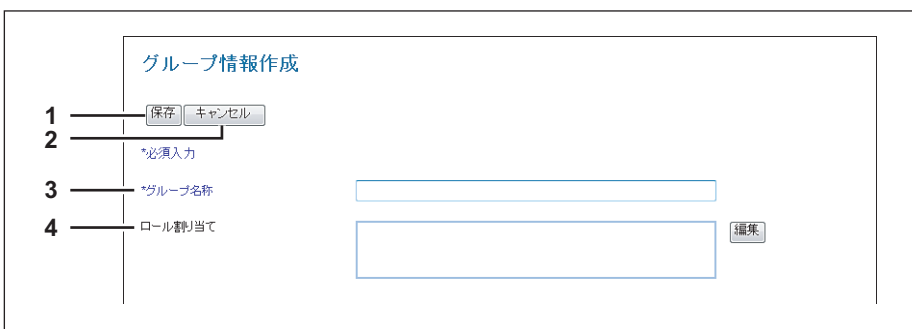 グループ情報作成
1 保存 キャンセル
2
*必須入力
3 *グループ名称
4 ロール割り当て 編集